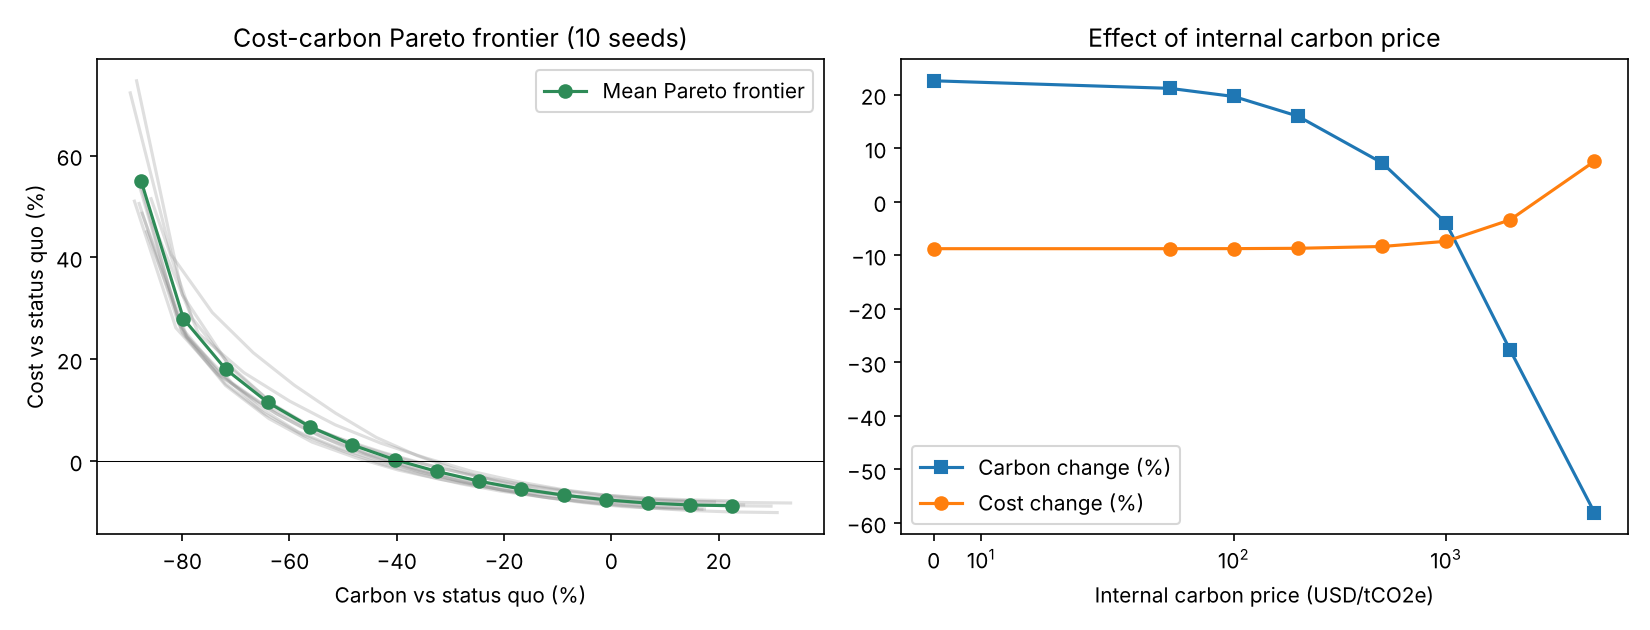 Cost-carbon Pareto frontier (10 seeds)
Mean Pareto frontier
Cost vs status quo (%)
60
40
20
0
−80
−60
−40
−20
0
20
Carbon vs status quo (%)
Effect of internal carbon price
20
10
0
−10
−20
−30
−40
−50
−60
Carbon change (%)
Cost change (%)
0
10¹
10²
10³
Internal carbon price (USD/tCO2e)